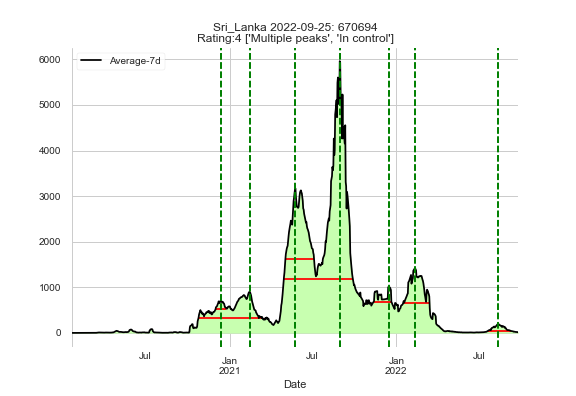 Sri_Lanka 2022-09-25: 670694
Rating:4 ['Multiple peaks', 'In control']
Average-7d
6000
5000
4000
3000
2000
1000
0
Jul
Jan
2021
Jul
Jan
2022
Jul
Date